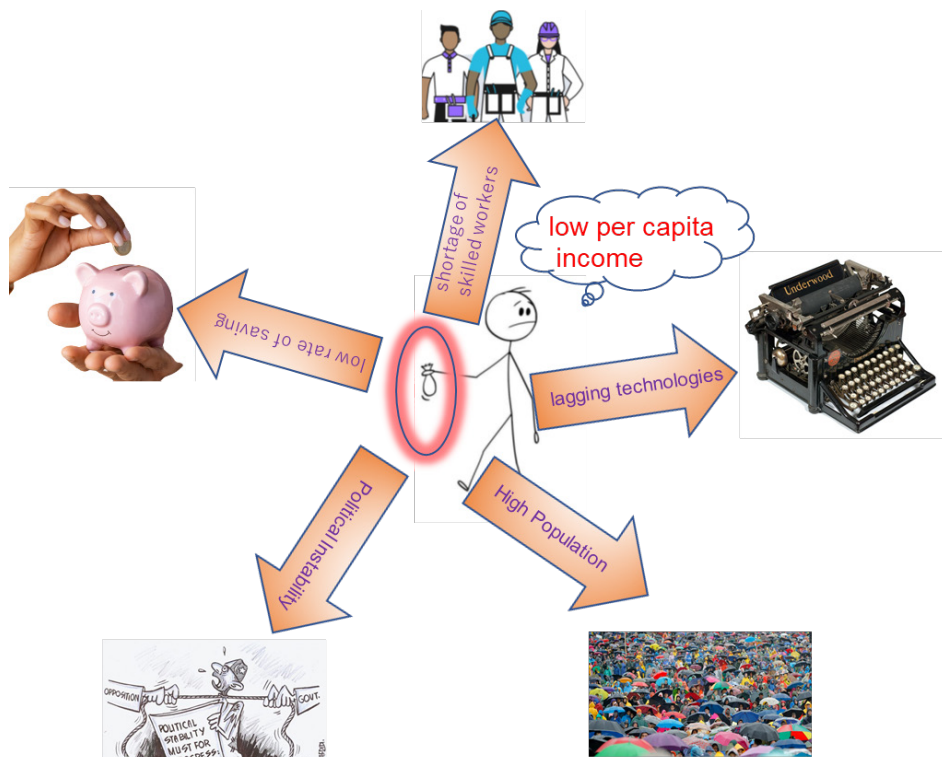 shortage of
skilled workers
low per capita
income
Underwood
low rate of saving
lagging technologies
Political Instability
High Population
OPPOSITION
GOVT.
POLITICAL
STABILITY
MUST FOR